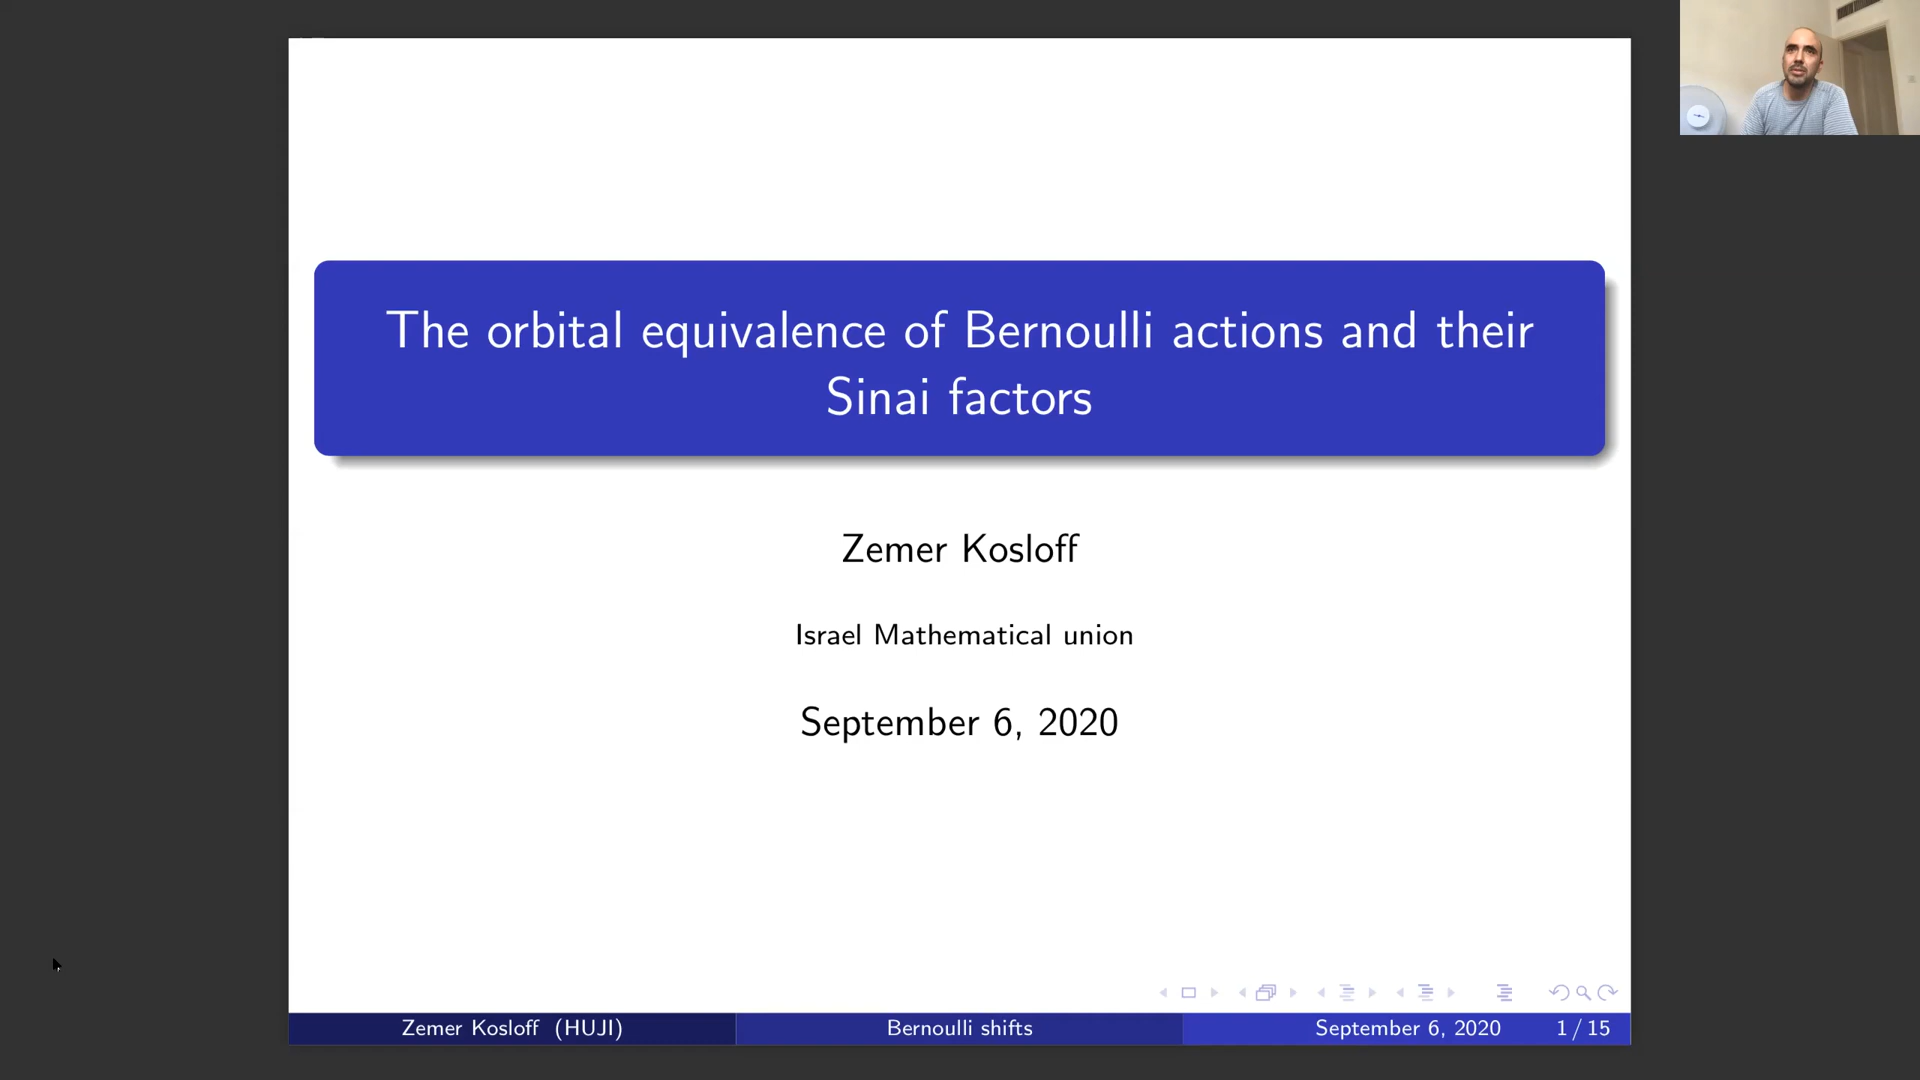 The orbital equivalence of Bernoulli actions and their
Sinai factors
Zemer Kosloff
Israel Mathematical union
September 6, 2020
Zemer Kosloff (HUJI)
Bernoulli shifts
September 6, 2020
1 / 15